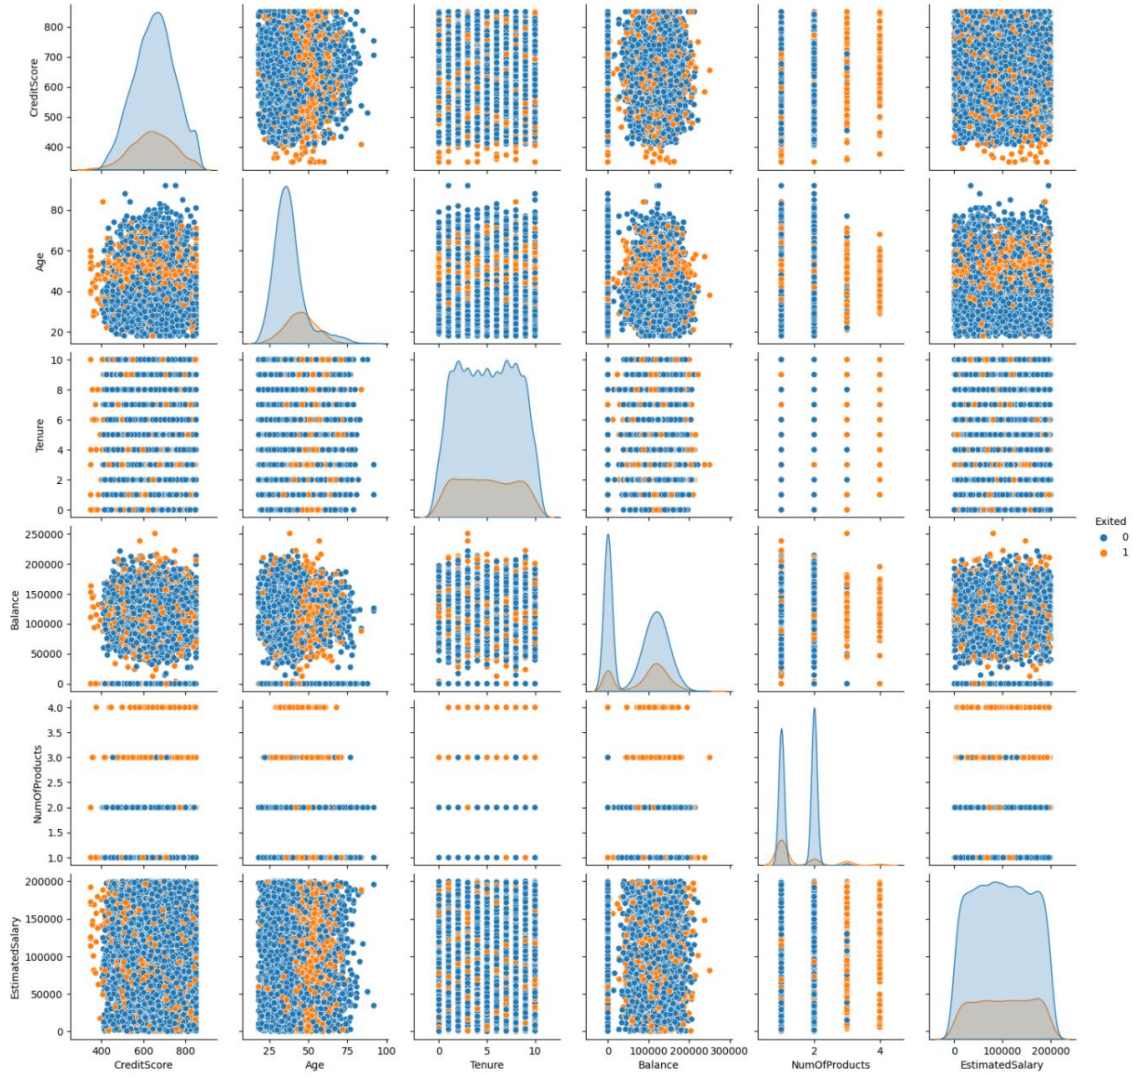 800
700
600
500
400
CreditScore
80
60
40
20
Age
10
8
6
4
2
0
Tenure
250000
200000
150000
100000
50000
0
Balance
Exited
0
1
4.0
3.5
3.0
2.5
2.0
1.5
1.0
NumOfProducts
200000
150000
100000
50000
0
EstimatedSalary
400 600 800
CreditScore
25 50 75 100
Age
0 5 10
Tenure
0 100000 200000 300000
Balance
2 4
NumOfProducts
0 100000 200000
EstimatedSalary